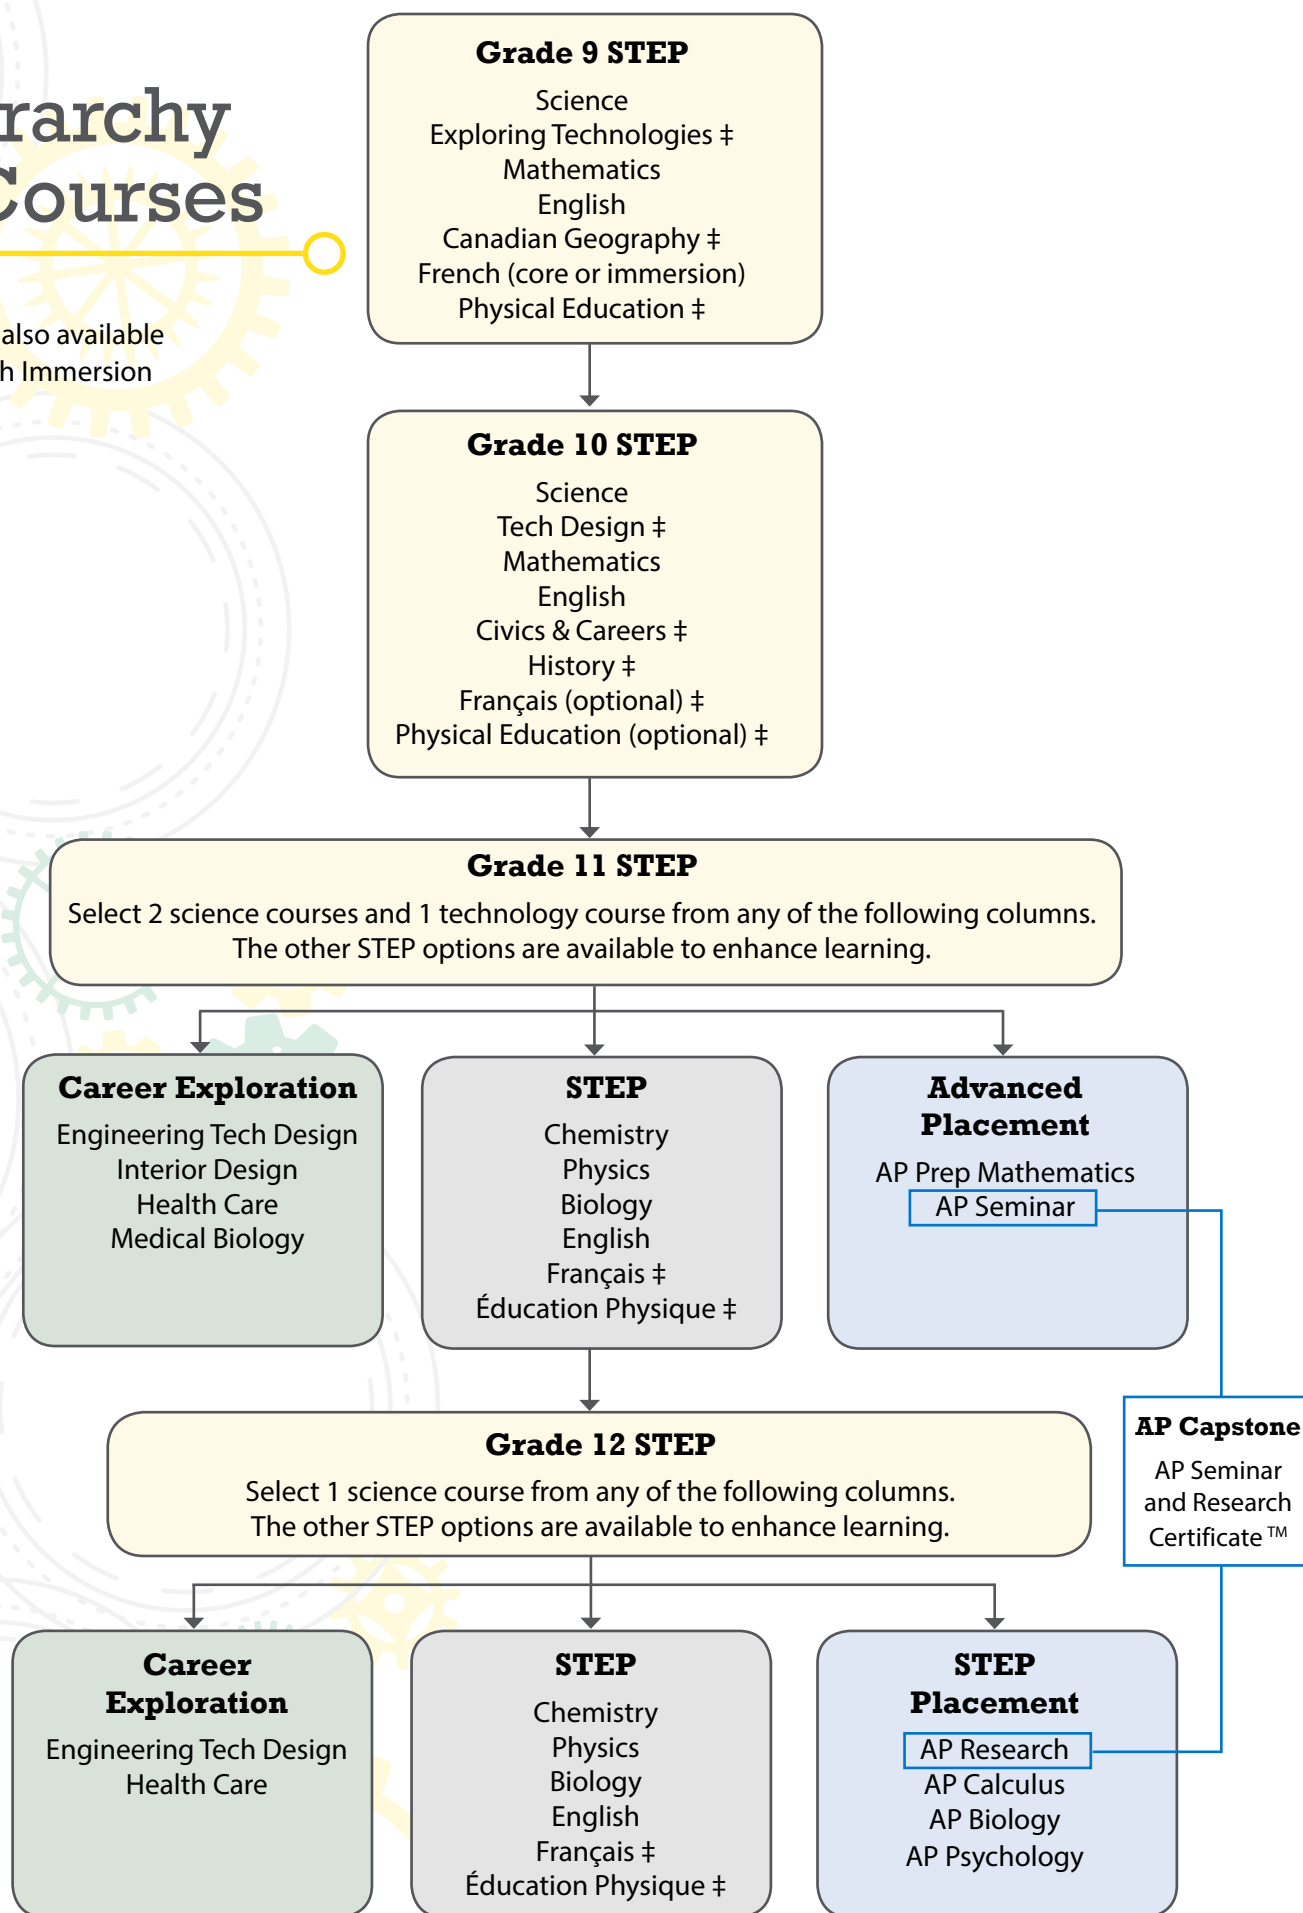 rarchy
Courses
also available
h Immersion
Grade 9 STEP
Science
Exploring Technologies ‡
Mathematics
English
Canadian Geography ‡
French (core or immersion)
Physical Education ‡
Grade 10 STEP
Science
Tech Design ‡
Mathematics
English
Civics & Careers ‡
History ‡
Français (optional) ‡
Physical Education (optional) ‡
Grade 11 STEP
Select 2 science courses and 1 technology course from any of the following columns.
The other STEP options are available to enhance learning.
Career Exploration
Engineering Tech Design
Interior Design
Health Care
Medical Biology
STEP
Chemistry
Physics
Biology
English
Français ‡
Éducation Physique ‡
Advanced
Placement
AP Prep Mathematics
AP Seminar
AP Capstone
AP Seminar
and Research
Certificate ™
Grade 12 STEP
Select 1 science course from any of the following columns.
The other STEP options are available to enhance learning.
Career
Exploration
Engineering Tech Design
Health Care
STEP
Chemistry
Physics
Biology
English
Français ‡
Éducation Physique ‡
STEP
Placement
AP Research
AP Calculus
AP Biology
AP Psychology